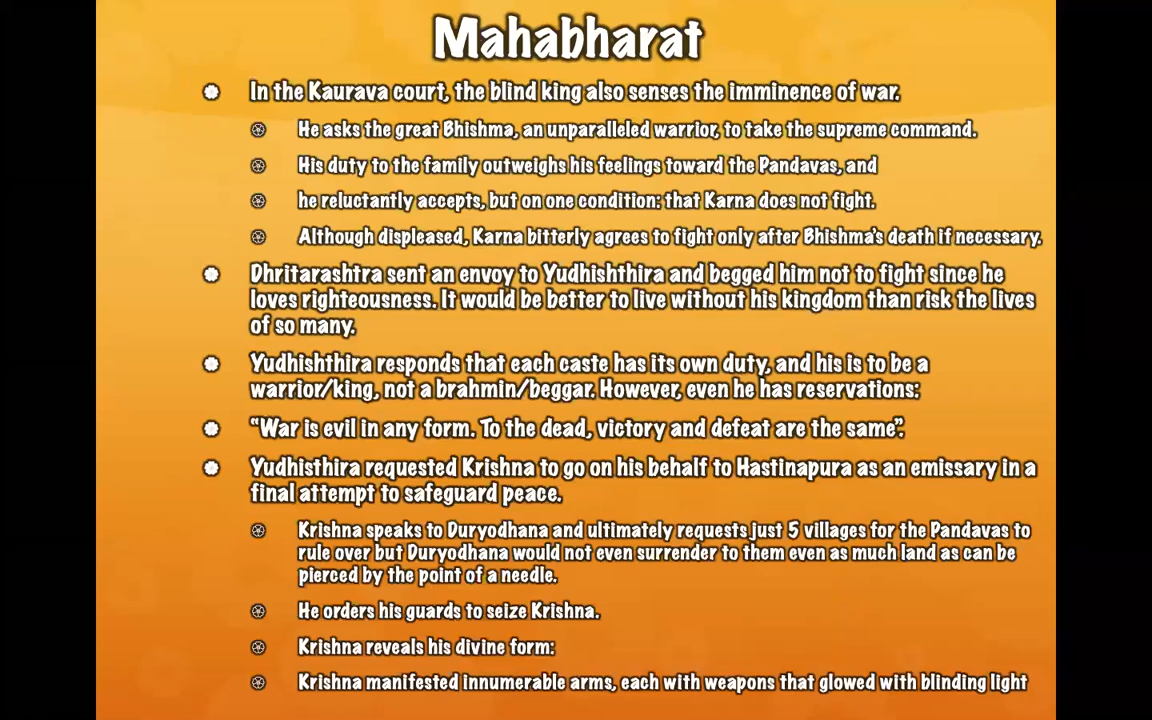 Mahabharat
In the Kaurava court, the blind king also senses the imminence of war.
He asks the great Bhishma, an unparalleled warrior, to take the supreme command.
His duty to the family outweighs his feelings toward the Pandavas, and
he reluctantly accepts, but on one condition: that Karna does not fight.
Although displeased, Karna bitterly agrees to fight only after Bhishma's death if necessary.
Dhritarashtra sent an envoy to Yudhishthira and begged him not to fight since he
loves righteousness. It would be better to live without his kingdom than risk the lives
of so many.
Yudhishthira responds that each caste has its own duty, and his is to be a
warrior/king, not a brahmin/beggar. However, even he has reservations:
"War is evil in any form. To the dead, victory and defeat are the same".
Yudhisthira requested Krishna to go on his behalf to Hastinapura as an emissary in a
final attempt to safeguard peace.
Krishna speaks to Duryodhana and ultimately requests just 5 villages for the Pandavas to
rule over but Duryodhana would not even surrender to them even as much land as can be
pierced by the point of a needle.
He orders his guards to seize Krishna.
Krishna reveals his divine form:
Krishna manifested innumerable arms, each with weapons that glowed with blinding light